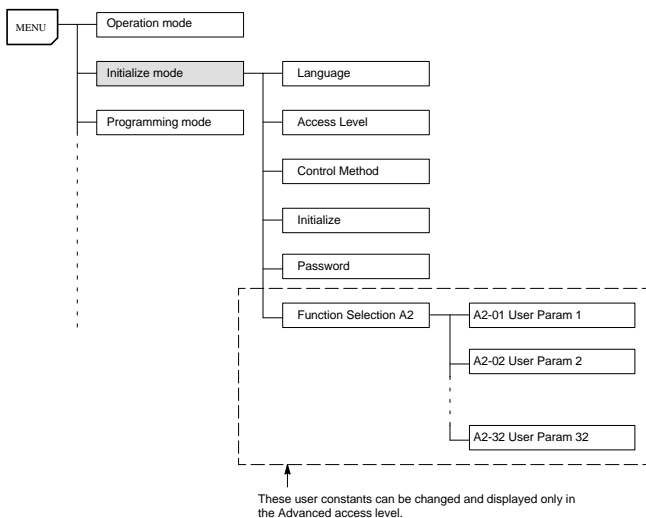 MENU
Operation mode
Initialize mode
Language
Programming mode
Access Level
Control Method
Initialize
Password
Function Selection A2
A2-01 User Param 1
A2-02 User Param 2
A2-32 User Param 32
These user constants can be changed and displayed only in
the Advanced access level.